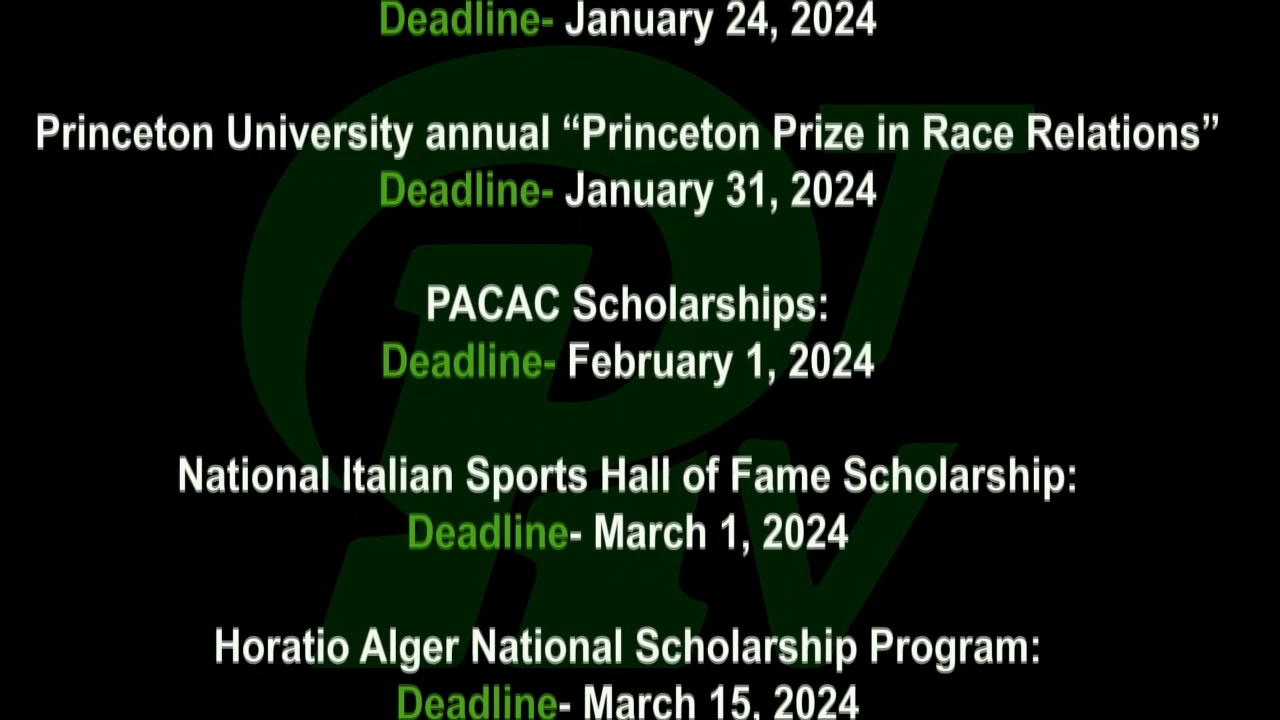 Deadline- January 24, 2024
Princeton University annual “Princeton Prize in Race Relations”
Deadline- January 31, 2024
PACAC Scholarships:
Deadline- February 1, 2024
National Italian Sports Hall of Fame Scholarship:
Deadline- March 1, 2024
Horatio Alger National Scholarship Program:
Deadline- March 15, 2024